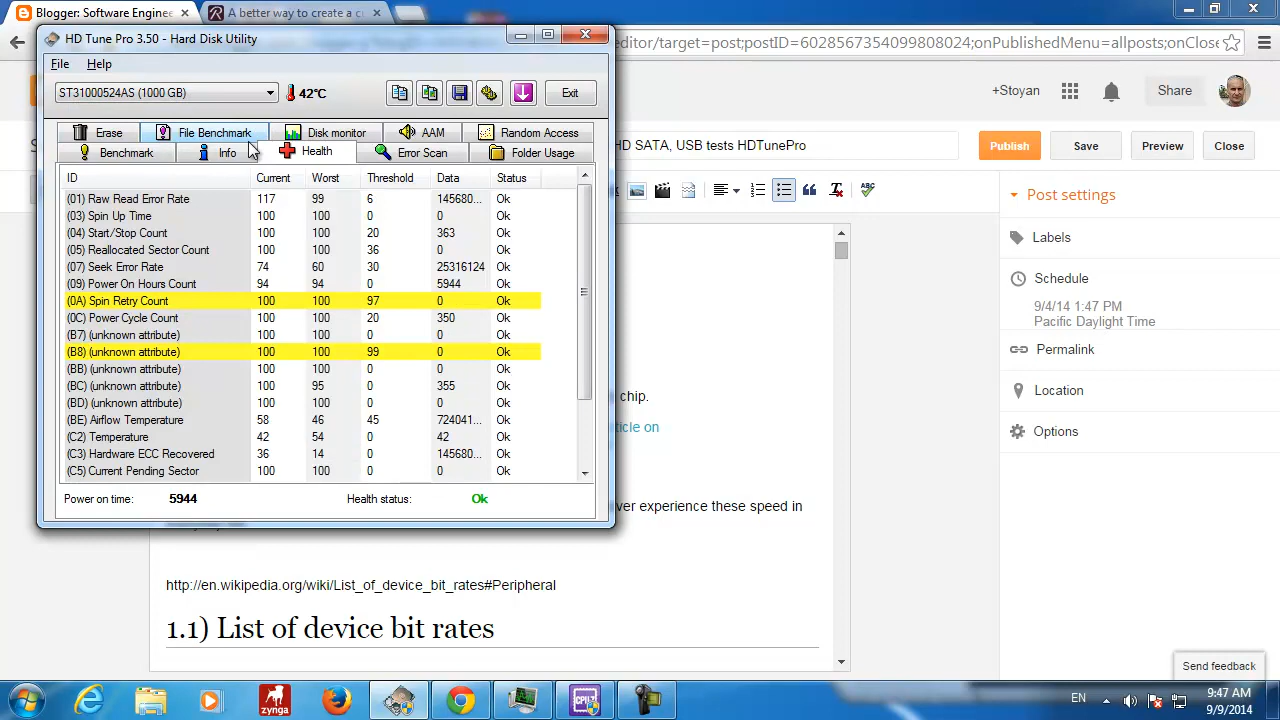 Blogger: Software Enginee ×
A better way to create a c ×
HD Tune Pro 3.50 - Hard Disk Utility
editor/target=post;postID=6028567354099808024;onPublishedMenu=allposts;onClose
File Help
ST31000524AS (1000 GB) 42°C Exit
+Stoyan Share
Erase File Benchmark Disk monitor AAM Random Access
Benchmark Info Health Error Scan Folder Usage
HD SATA, USB tests HDTunePro Publish Save Preview Close
ID Current Worst Threshold Data Status
(01) Raw Read Error Rate 117 99 6 145680... Ok
(03) Spin Up Time 100 100 0 0 Ok
(04) Start/Stop Count 100 100 20 363 Ok
(05) Reallocated Sector Count 100 100 36 0 Ok
(07) Seek Error Rate 74 60 30 25316124 Ok
(09) Power On Hours Count 94 94 0 5944 Ok
(0A) Spin Retry Count 100 100 97 0 Ok
(0C) Power Cycle Count 100 100 20 350 Ok
(B7) (unknown attribute) 100 100 0 0 Ok
(B8) (unknown attribute) 100 100 99 0 Ok
(BB) (unknown attribute) 100 100 0 0 Ok
(BC) (unknown attribute) 100 95 0 355 Ok
(BD) (unknown attribute) 100 100 0 0 Ok
(BE) Airflow Temperature 58 46 45 724041... Ok
(C2) Temperature 42 54 0 42 Ok
(C3) Hardware ECC Recovered 36 14 0 145680... Ok
(C5) Current Pending Sector 100 100 0 0 Ok
Power on time: 5944 Health status: Ok
Post settings
Labels
Schedule
9/4/14 1:47 PM
Pacific Daylight Time
Permalink
Location
Options
chip.
ticle on
ver experience these speed in
http://en.wikipedia.org/wiki/List_of_device_bit_rates#Peripheral
1.1) List of device bit rates
Send feedback
zynga
EN
9:47 AM
9/9/2014